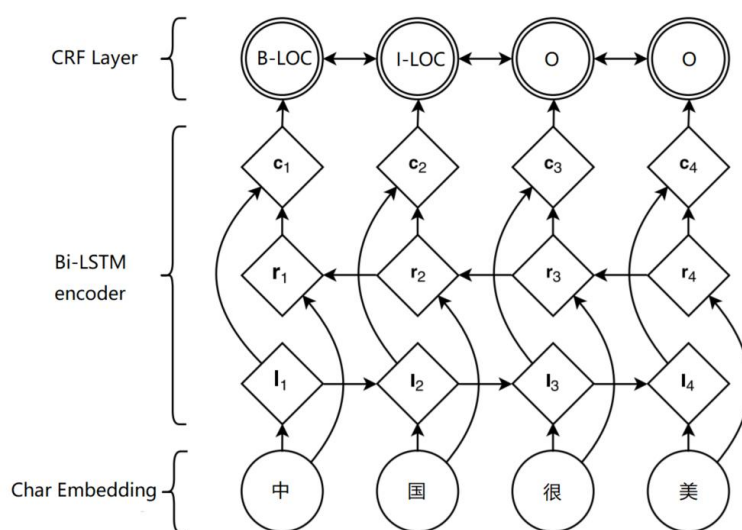 CRF Layer
B-LOC I-LOC O O
c1 c2 c3 c4
Bi-LSTM
encoder
r1 r2 r3 r4
l1 l2 l3 l4
Char Embedding
中 国 很 美